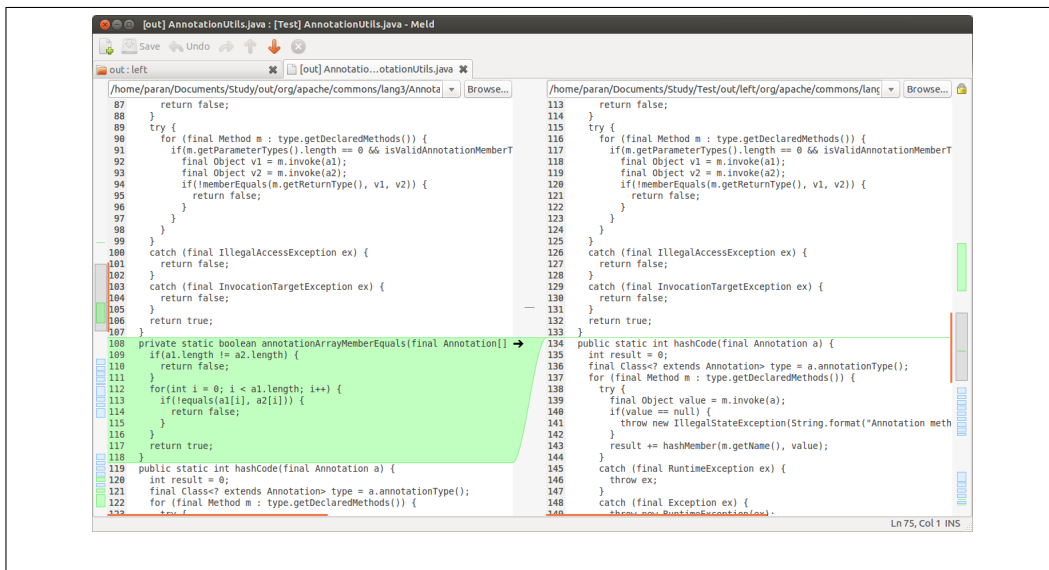 [out] AnnotationUtils.java : [Test] AnnotationUtils.java - Meld
Save Undo
out : left [out] Annotatio...otationUtils.java
/home/paran/Documents/Study/out/org/apache/commons/lang3/Annota Browse...
87 return false;
88 }
89 try {
90 for (final Method m : type.getDeclaredMethods()) {
91 if(m.getParameterTypes().length == 0 && isValidAnnotationMemberT
92 final Object v1 = m.invoke(a1);
93 final Object v2 = m.invoke(a2);
94 if(!memberEquals(m.getReturnType(), v1, v2)) {
95 return false;
96 }
97 }
98 }
99 }
100 catch (final IllegalAccessException ex) {
101 return false;
102 }
103 catch (final InvocationTargetException ex) {
104 return false;
105 }
106 return true;
107 }
108 private static boolean annotationArrayMemberEquals(final Annotation[]
109 if(a1.length != a2.length) {
110 return false;
111 }
112 for(int i = 0; i < a1.length; i++) {
113 if(!equals(a1[i], a2[i])) {
114 return false;
115 }
116 }
117 return true;
118 }
119 public static int hashCode(final Annotation a) {
120 int result = 0;
121 final Class<? extends Annotation> type = a.annotationType();
122 for (final Method m : type.getDeclaredMethods()) {
123 try {
/home/paran/Documents/Study/Test/out/left/org/apache/commons/lang Browse...
113 return false;
114 }
115 try {
116 for (final Method m : type.getDeclaredMethods()) {
117 if(m.getParameterTypes().length == 0 && isValidAnnotationMemberT
118 final Object v1 = m.invoke(a1);
119 final Object v2 = m.invoke(a2);
120 if(!memberEquals(m.getReturnType(), v1, v2)) {
121 return false;
122 }
123 }
124 }
125 }
126 catch (final IllegalAccessException ex) {
127 return false;
128 }
129 catch (final InvocationTargetException ex) {
130 return false;
131 }
132 return true;
133 }
134 public static int hashCode(final Annotation a) {
135 int result = 0;
136 final Class<? extends Annotation> type = a.annotationType();
137 for (final Method m : type.getDeclaredMethods()) {
138 try {
139 final Object value = m.invoke(a);
140 if(value == null) {
141 throw new IllegalStateException(String.format("Annotation meth
142 }
143 result += hashMember(m.getName(), value);
144 }
145 catch (final RuntimeException ex) {
146 throw ex;
147 }
148 catch (final Exception ex) {
149 throw new RuntimeException(ex);
Ln 75, Col 1 INS